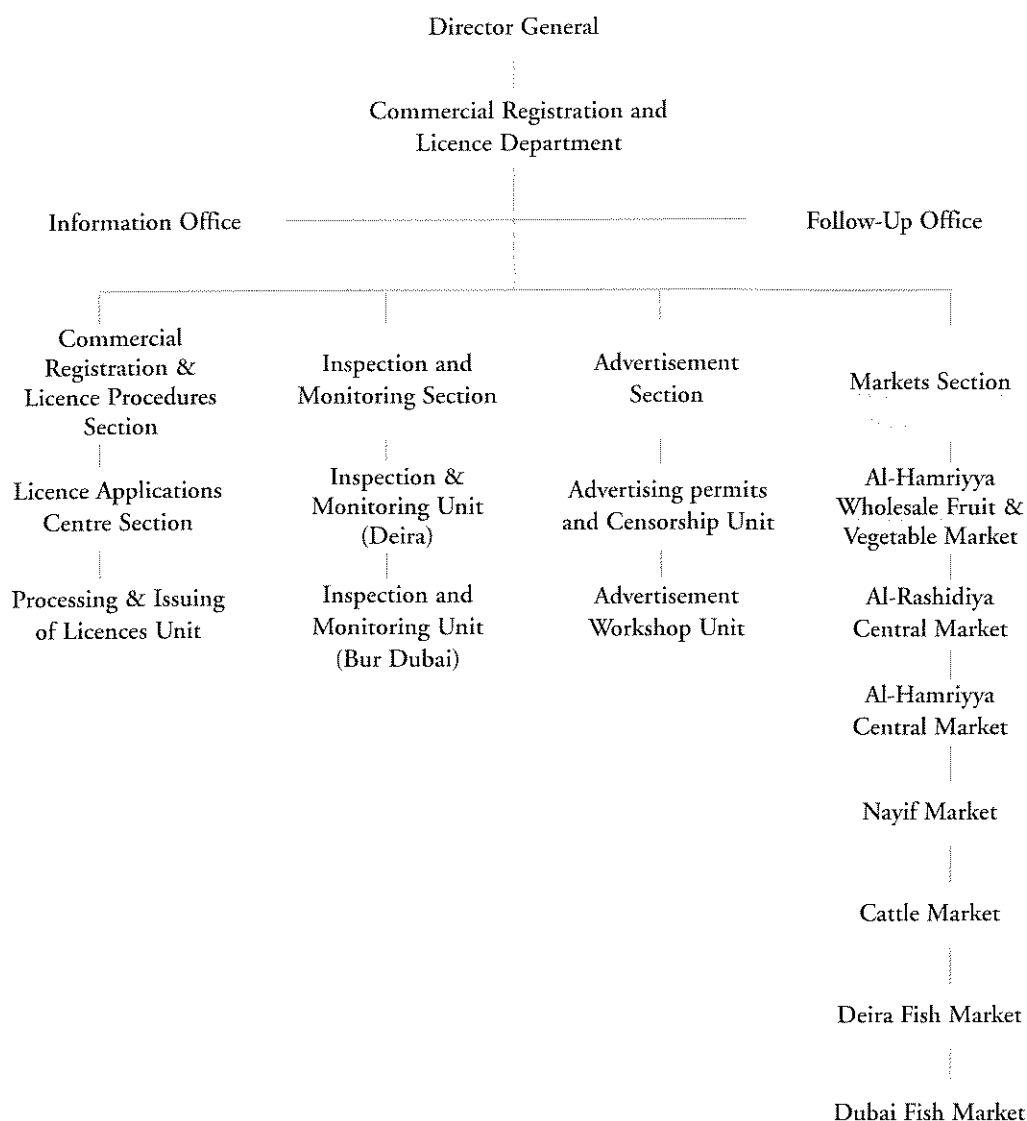 Director General
Commercial Registration and
Licence Department
Information Office
Follow-Up Office
Commercial
Registration &
Licence Procedures
Section
Inspection and
Monitoring Section
Advertisement
Section
Markets Section
Licence Applications
Centre Section
Inspection &
Monitoring Unit
(Deira)
Advertising permits
and Censorship Unit
Al-Hamriyya
Wholesale Fruit &
Vegetable Market
Processing & Issuing
of Licences Unit
Inspection and
Monitoring Unit
(Bur Dubai)
Advertisement
Workshop Unit
Al-Rashidiya
Central Market
Al-Hamriyya
Central Market
Nayif Market
Cattle Market
Deira Fish Market
Dubai Fish Market